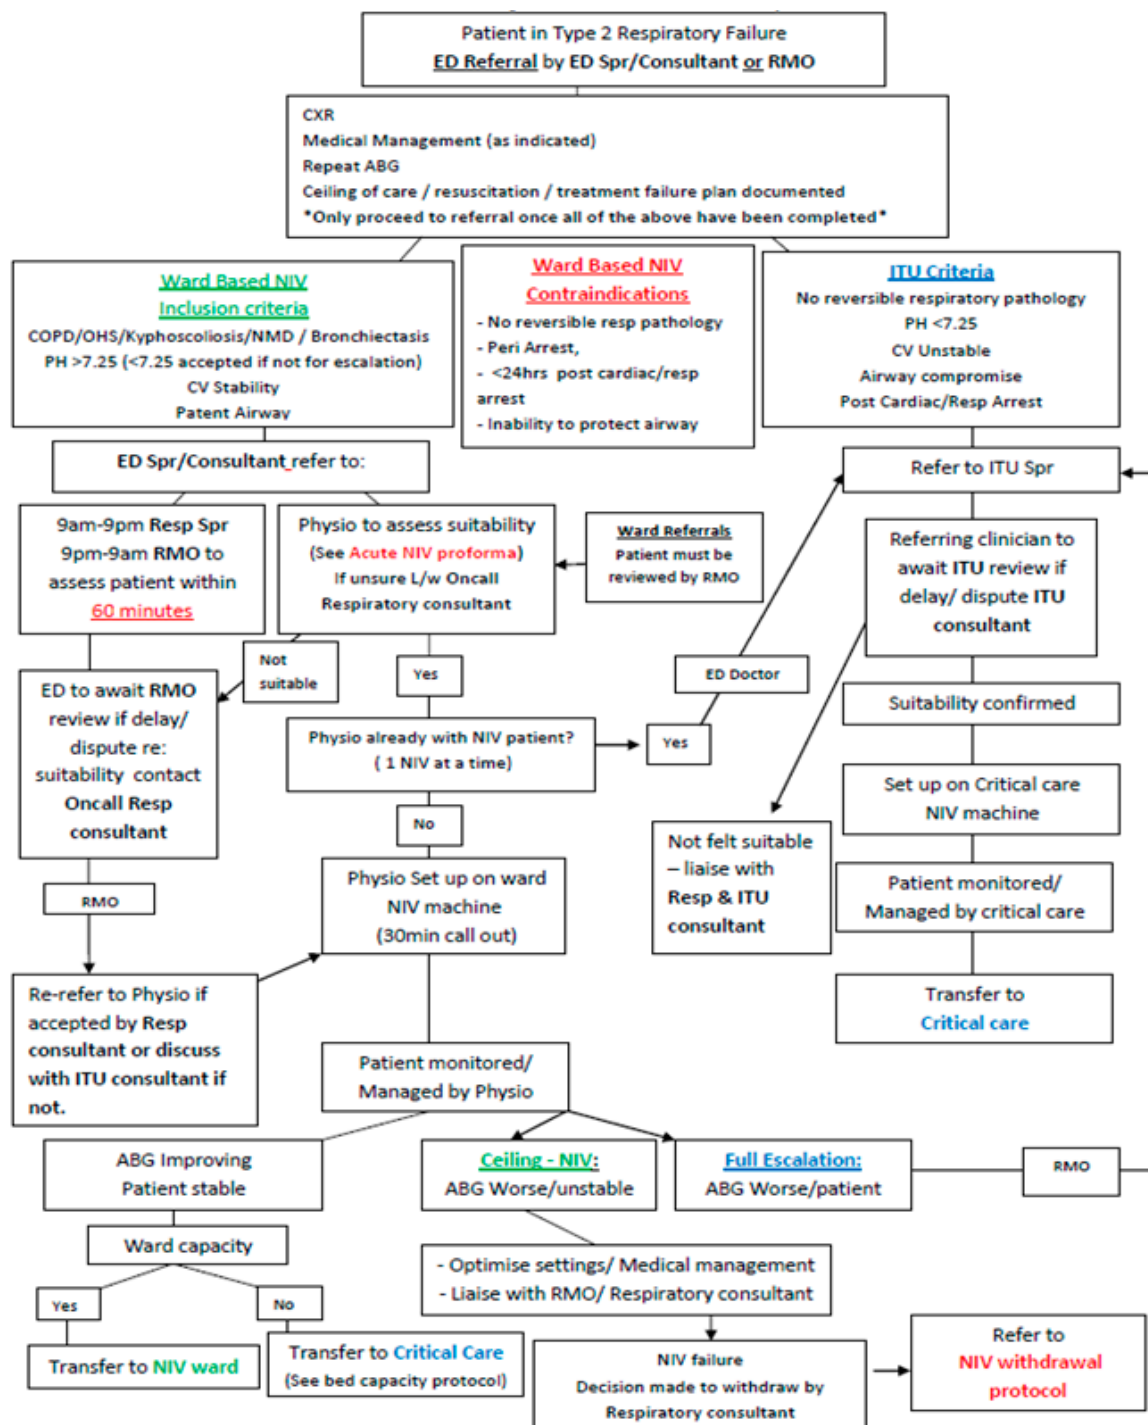 Patient in Type 2 Respiratory Failure
ED Referral by ED Spr/Consultant or RMO
CXR
Medical Management (as indicated)
Repeat ABG
Ceiling of care / resuscitation / treatment failure plan documented
*Only proceed to referral once all of the above have been completed*
Ward Based NIV
Inclusion criteria
COPD/OHS/Kyphoscoliosis/NMD / Bronchiectasis
PH >7.25 (<7.25 accepted if not for escalation)
CV Stability
Patent Airway
Ward Based NIV
Contraindications
- No reversible resp pathology
- Peri Arrest,
- <24hrs post cardiac/resp
arrest
- Inability to protect airway
ITU Criteria
No reversible respiratory pathology
PH <7.25
CV Unstable
Airway compromise
Post Cardiac/Resp Arrest
ED Spr/Consultant refer to:
Refer to ITU Spr
9am-9pm Resp Spr
9pm-9am RMO to
assess patient within
60 minutes
Physio to assess suitability
(See Acute NIV proforma)
If unsure L/w Oncall
Respiratory consultant
Ward Referrals
Patient must be
reviewed by RMO
Referring clinician to
await ITU review if
delay/ dispute ITU
consultant
Not
suitable
Yes
ED Doctor
ED to await RMO
review if delay/
dispute re:
suitability contact
Oncall Resp
consultant
Physio already with NIV patient?
( 1 NIV at a time)
Yes
Suitability confirmed
Set up on Critical care
NIV machine
No
Not felt suitable
– liaise with
Resp & ITU
consultant
RMO
Physio Set up on ward
NIV machine
(30min call out)
Patient monitored/
Managed by critical care
Re-refer to Physio if
accepted by Resp
consultant or discuss
with ITU consultant if
not.
Transfer to
Critical care
Patient monitored/
Managed by Physio
ABG Improving
Patient stable
Ceiling - NIV:
ABG Worse/unstable
Full Escalation:
ABG Worse/patient
RMO
Ward capacity
- Optimise settings/ Medical management
- Liaise with RMO/ Respiratory consultant
Yes
No
Transfer to NIV ward
Transfer to Critical Care
(See bed capacity protocol)
NIV failure
Decision made to withdraw by
Respiratory consultant
Refer to
NIV withdrawal
protocol